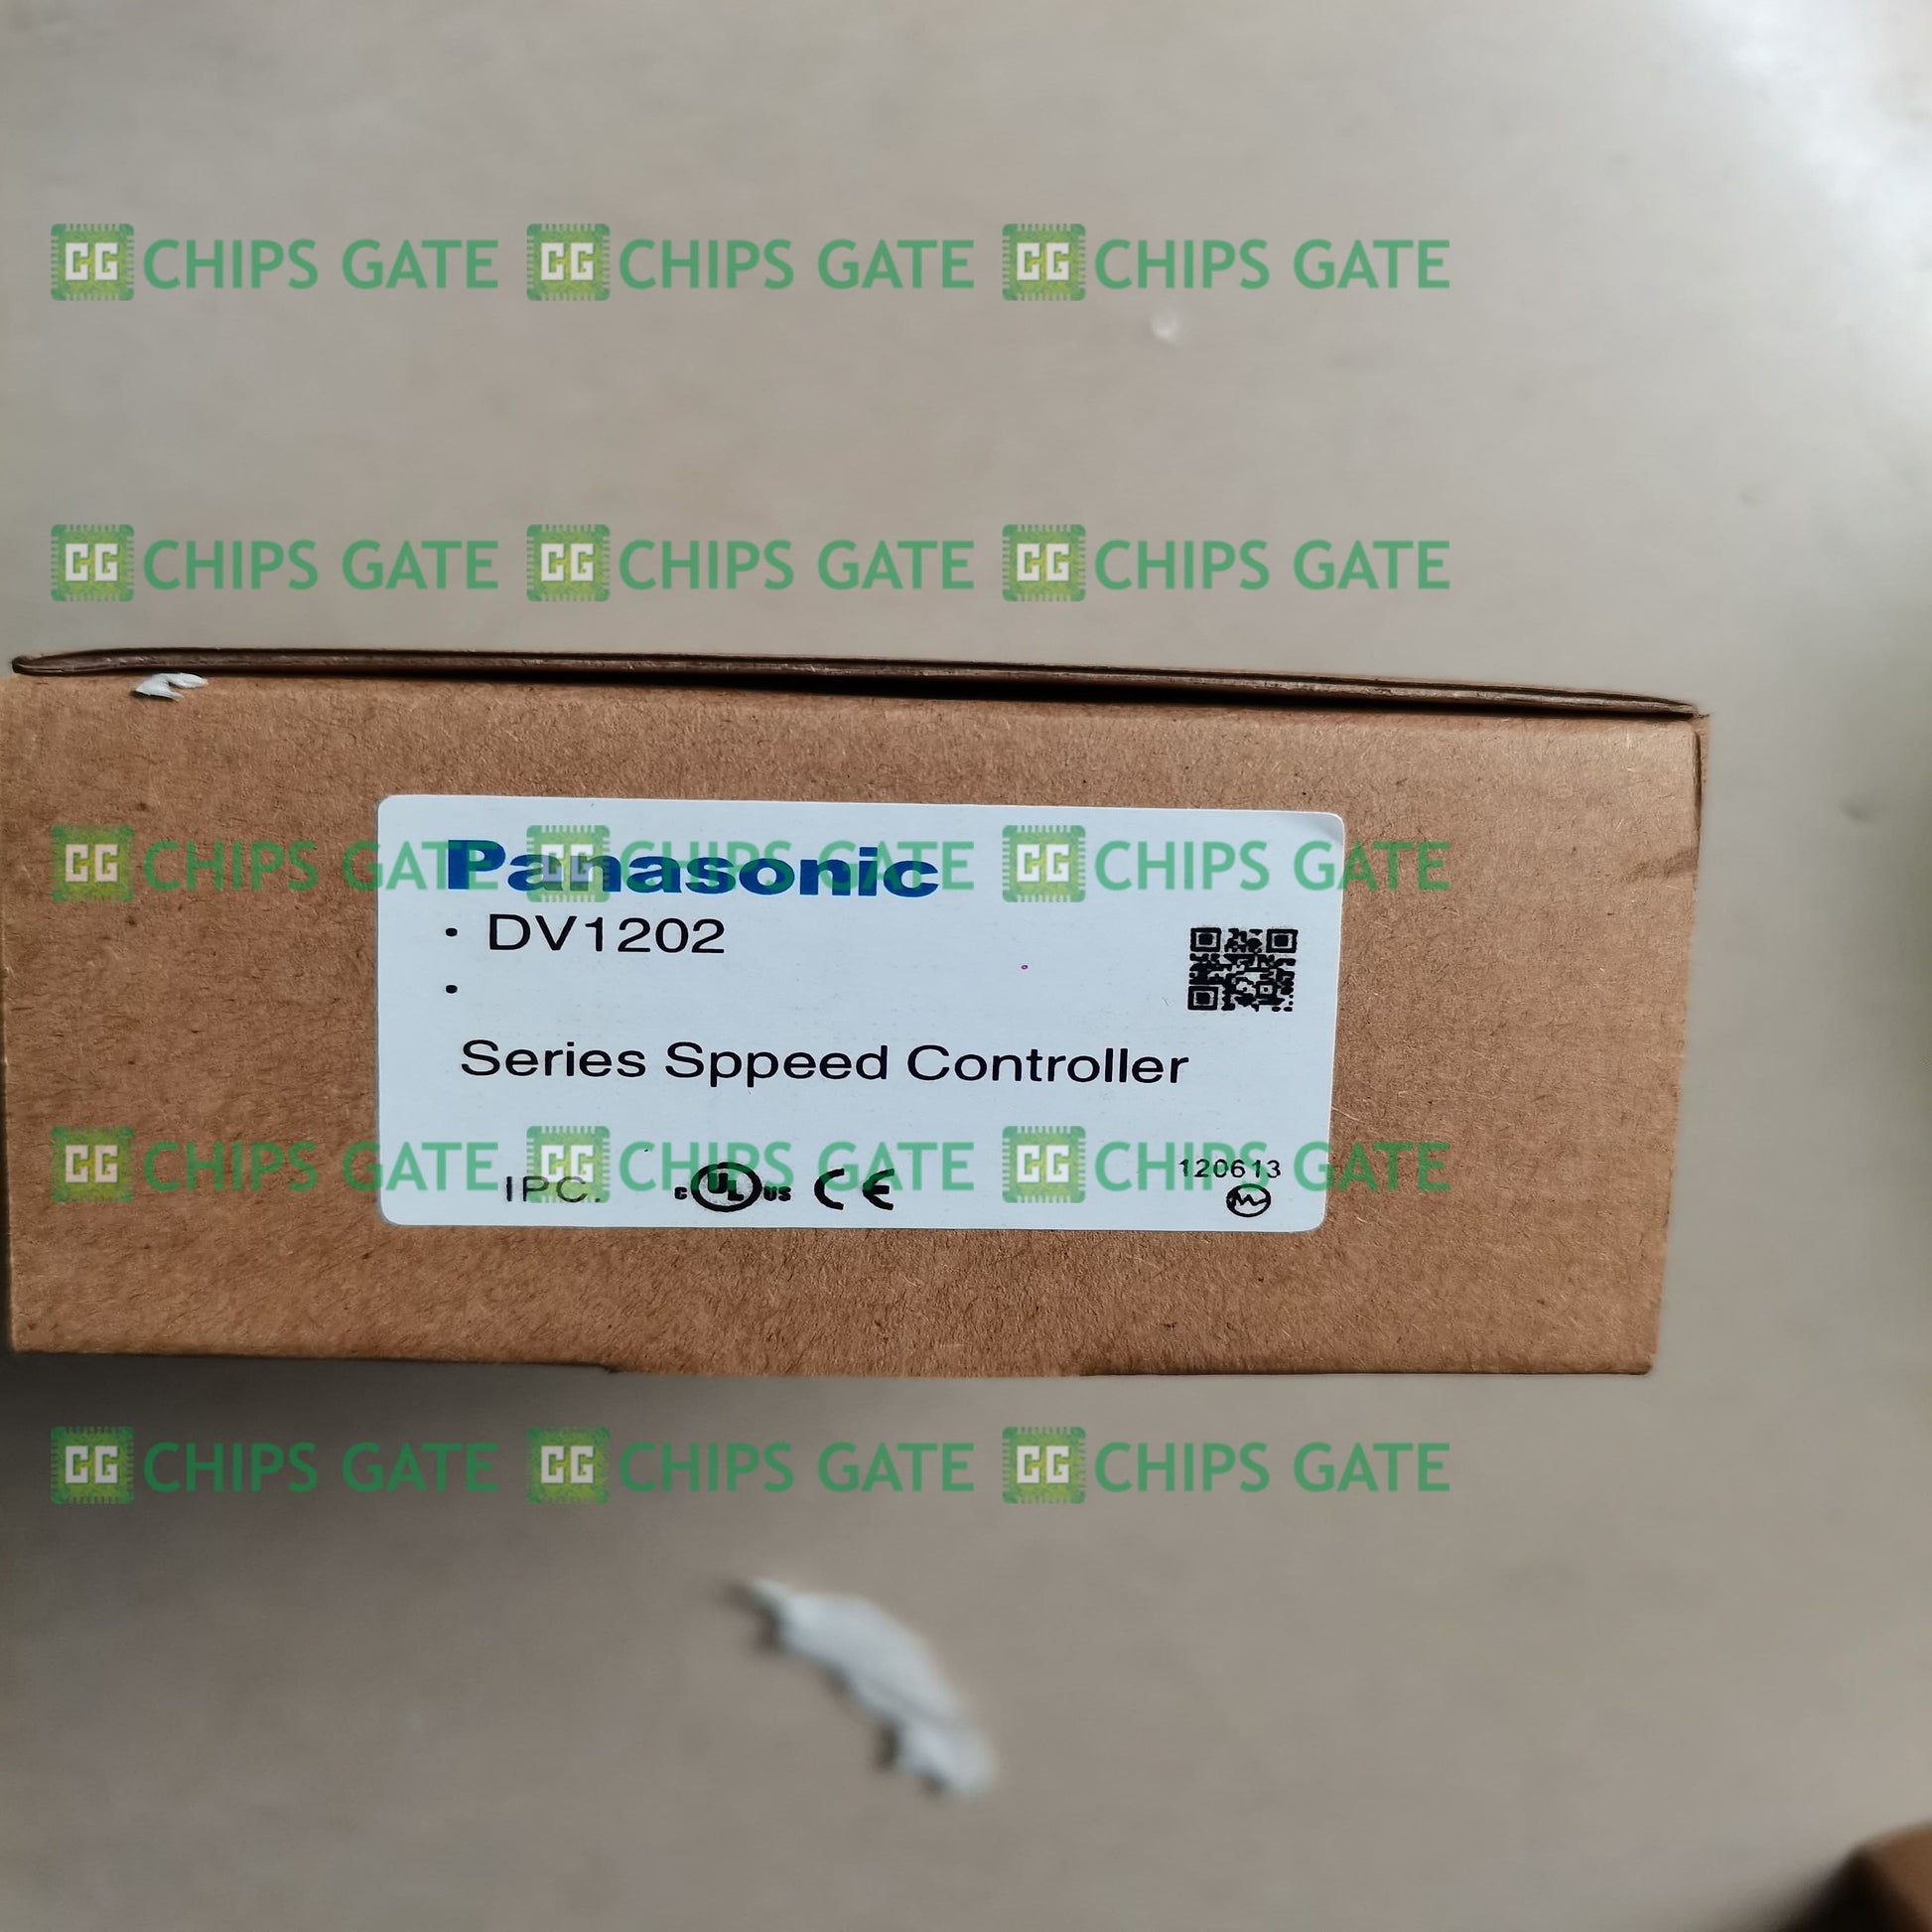 CG CHIPS GATE CG CHIPS GATE CG CHIPS GATE
CG CHIPS GATE CG CHIPS GATE CG CHIPS GATE
CG CHIPS GATE CG CHIPS GATE CG CHIPS GATE
Panasonic
• DV1202
•
Series Sppeed Controller
CG CHIPS GATE CG CHIPS GATE CG CHIPS GATE
120613
IPC. c UL us CE
CG CHIPS GATE CG CHIPS GATE CG CHIPS GATE